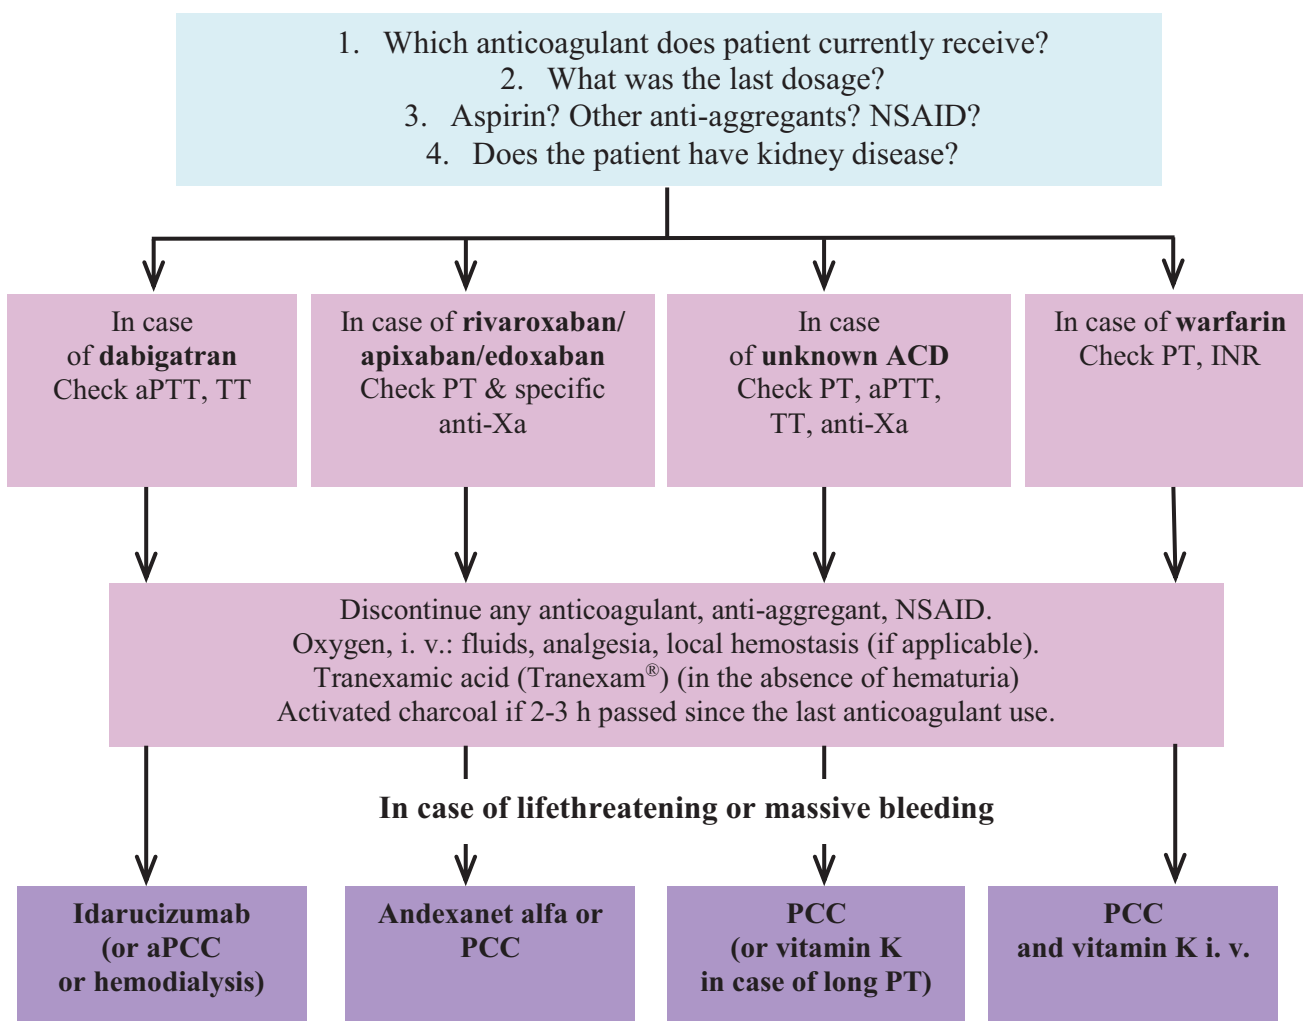 1. Which anticoagulant does patient currently receive?
2. What was the last dosage?
3. Aspirin? Other anti-aggregants? NSAID?
4. Does the patient have kidney disease?
In case
of dabigatran
Check aPTT, TT
In case of rivaroxaban/
apixaban/edoxaban
Check PT & specific
anti-Xa
In case
of unknown ACD
Check PT, aPTT,
TT, anti-Xa
In case of warfarin
Check PT, INR
Discontinue any anticoagulant, anti-aggregant, NSAID.
Oxygen, i. v.: fluids, analgesia, local hemostasis (if applicable).
Tranexamic acid (Tranexam®) (in the absence of hematuria)
Activated charcoal if 2-3 h passed since the last anticoagulant use.
In case of lifethreatening or massive bleeding
Idarucizumab
(or aPCC
or hemodialysis)
Andexanet alfa or
PCC
PCC
(or vitamin K
in case of long PT)
PCC
and vitamin K i. v.